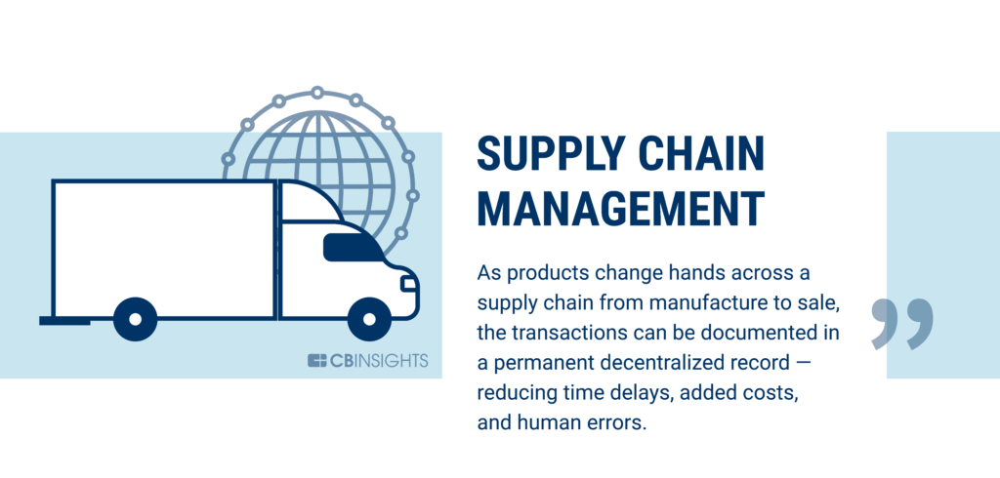 SUPPLY CHAIN
MANAGEMENT
As products change hands across a
supply chain from manufacture to sale,
the transactions can be documented in
a permanent decentralized record —
reducing time delays, added costs,
and human errors.
”
CBINSIGHTS